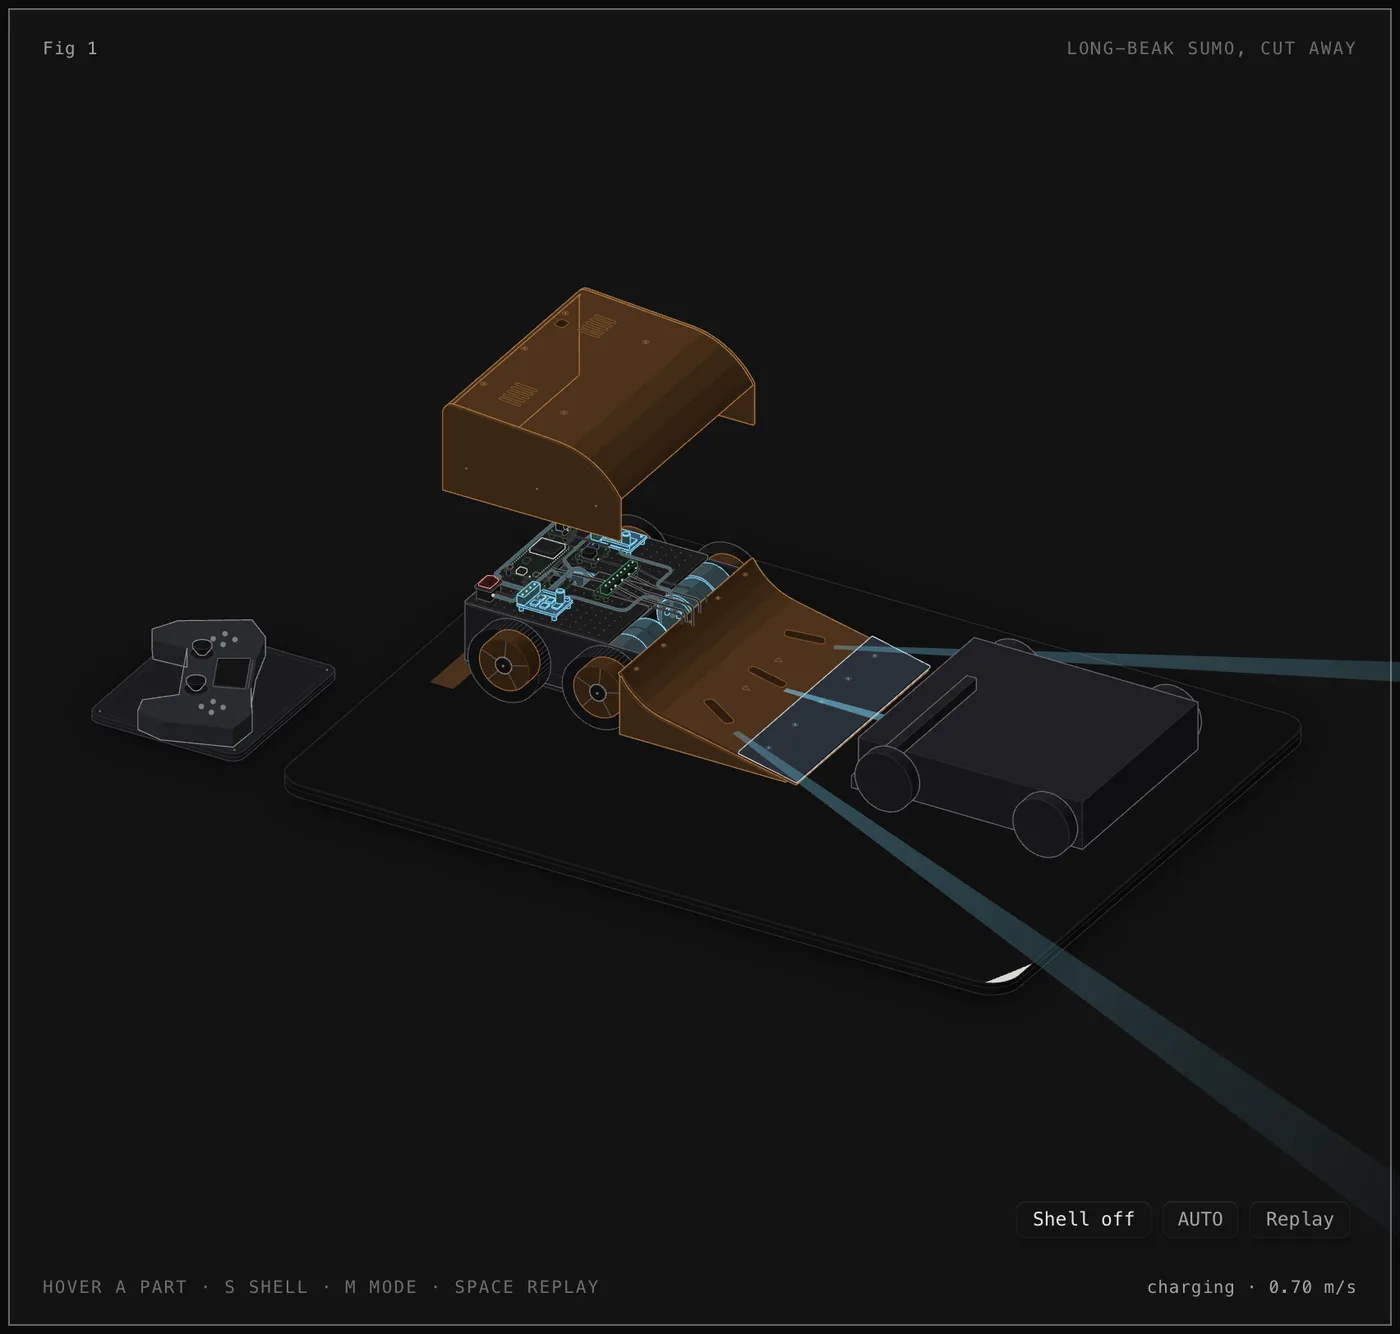 Fig 1
LONG-BEAK SUMO, CUT AWAY
Shell off
AUTO
Replay
HOVER A PART · S SHELL · M MODE · SPACE REPLAY
charging · 0.70 m/s